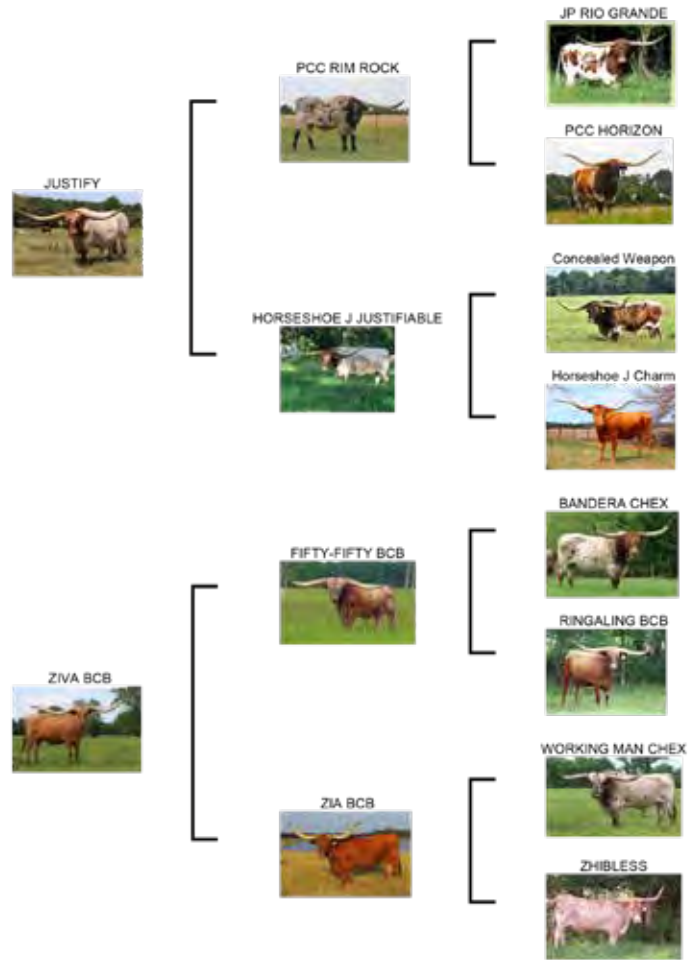 JP RIO GRANDE
PCC RIM ROCK
PCC HORIZON
JUSTIFY
Concealed Weapon
HORSESHOE J JUSTIFIABLE
Horseshoe J Charm
BANDERA CHEX
FIFTY-FIFTY BCB
RINGALING BCB
ZIVA BCB
WORKING MAN CHEX
ZIA BCB
ZHIBLESS